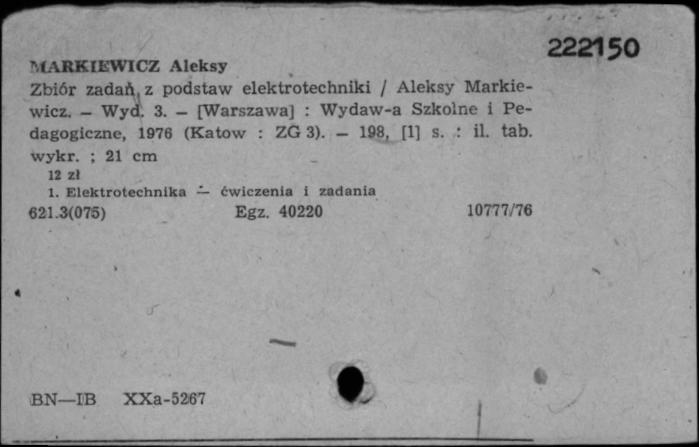 222150
MARKIEWICZ Aleksy
Zbiór zadań z podstaw elektrotechniki / Aleksy Markie-
wicz. — Wyd. 3. — [Warszawa] : Wydaw-a Szkolne i Pe-
dagogiczne, 1976 (Katow : ZG 3). — 198, [1] s. : il. tab.
wykr. ; 21 cm
12 zł
1. Elektrotechnika — ćwiczenia i zadania
621.3(075) Egz. 40220 10777/76
BN—IB XXa-5267